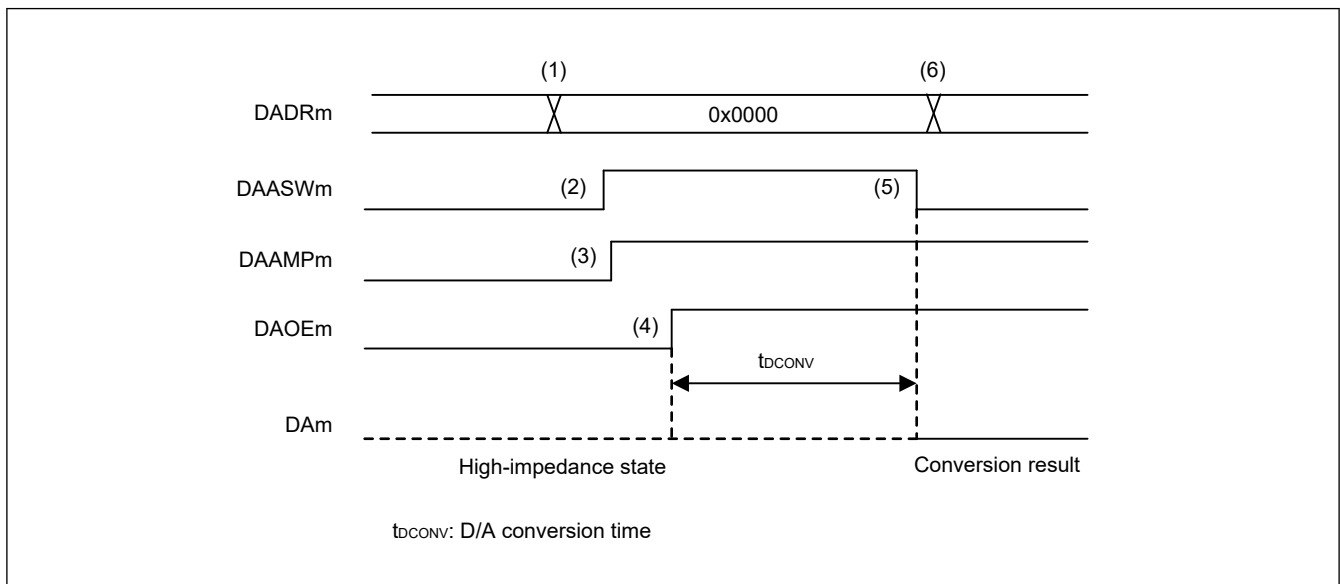 (1) (6)
DADRm 0x0000
DAASWm (2) (5)
DAAMPm (3)
DAOEm (4)
tDCONV
DAm
High-impedance state Conversion result
tDCONV: D/A conversion time